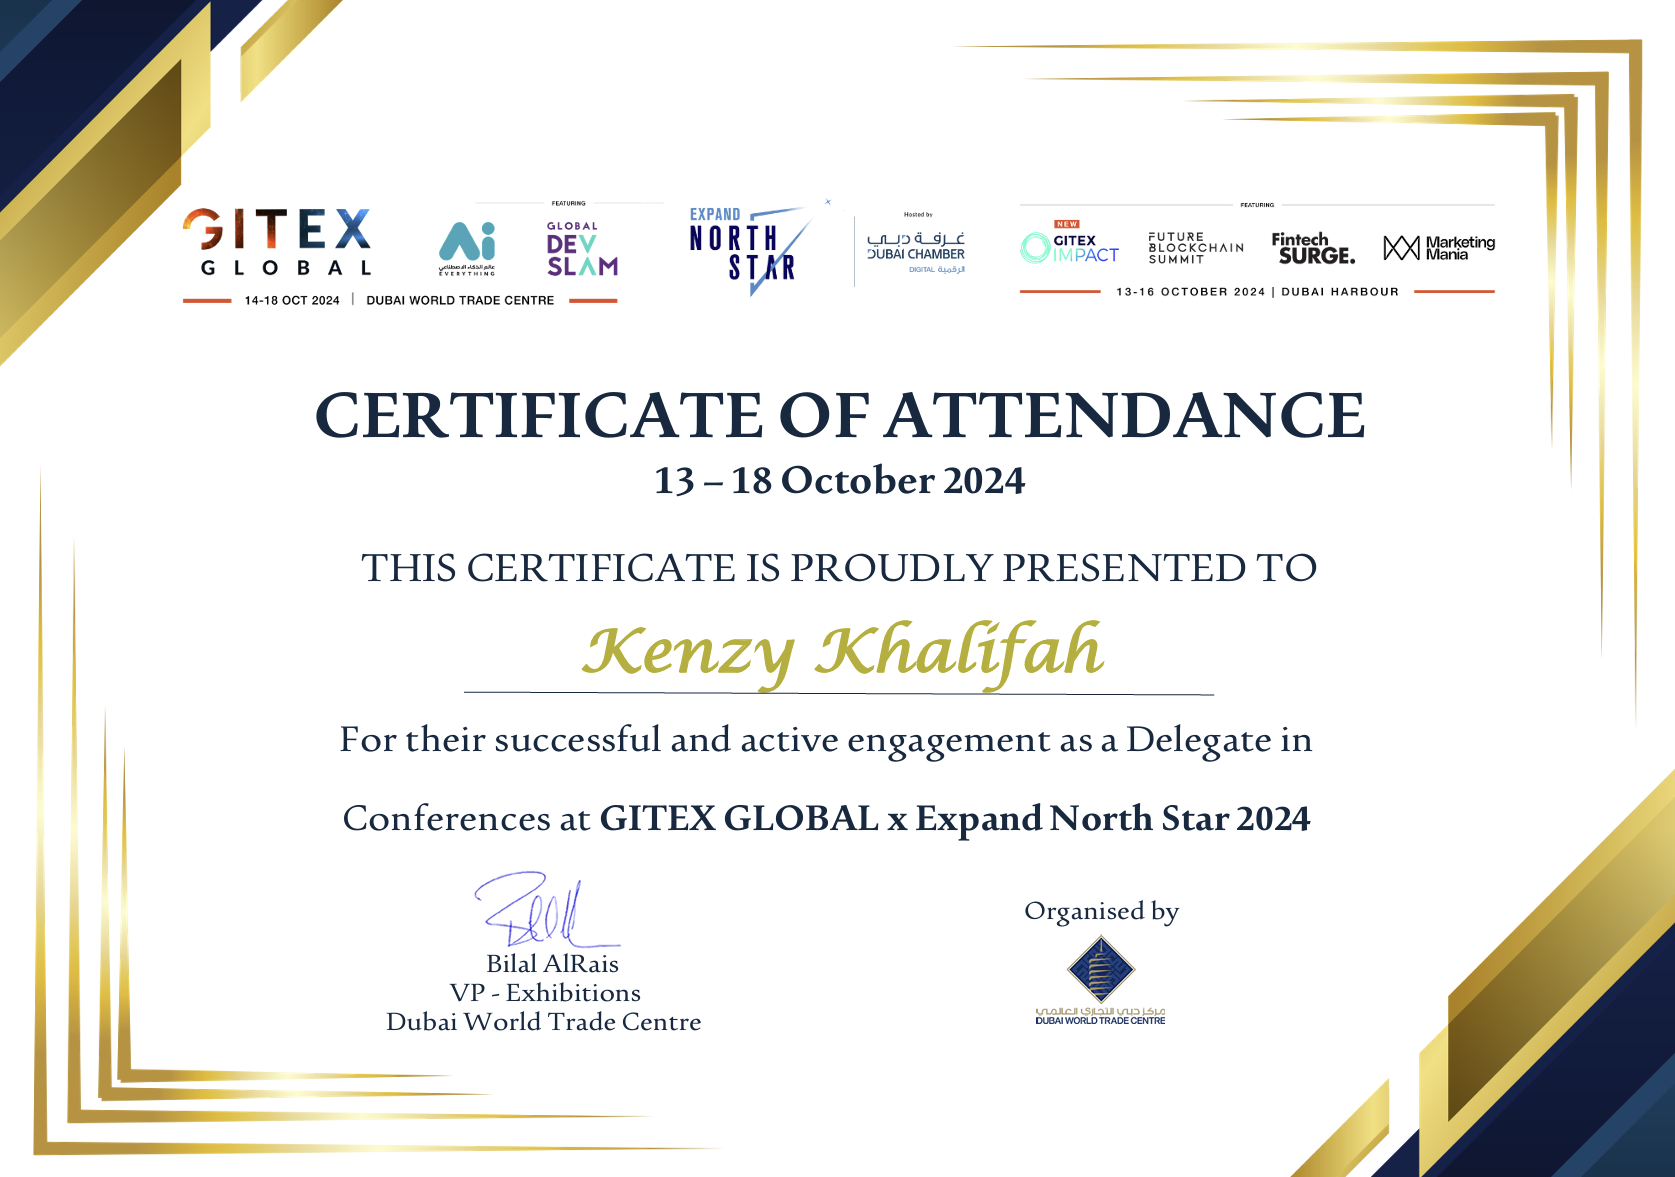 GITEX
GLOBAL
14-18 OCT 2024 | DUBAI WORLD TRADE CENTRE
FEATURING
Ai
عالم الذكاء الاصطناعي
EVERYTHING
GLOBAL
DEV
SLAM
EXPAND
NORTH
STAR
Hosted by
غرفة دبي
DUBAI CHAMBER
DIGITAL الرقمية
FEATURING
NEW
GITEX
IMPACT
FUTURE
BLOCKCHAIN
SUMMIT
Fintech
SURGE.
Marketing
Mania
13-16 OCTOBER 2024 | DUBAI HARBOUR
CERTIFICATE OF ATTENDANCE
13 – 18 October 2024
THIS CERTIFICATE IS PROUDLY PRESENTED TO
Kenzy Khalifah
For their successful and active engagement as a Delegate in
Conferences at GITEX GLOBAL x Expand North Star 2024
Bilal AlRais
VP - Exhibitions
Dubai World Trade Centre
Organised by
مركز دبي التجاري العالمي
DUBAI WORLD TRADE CENTRE